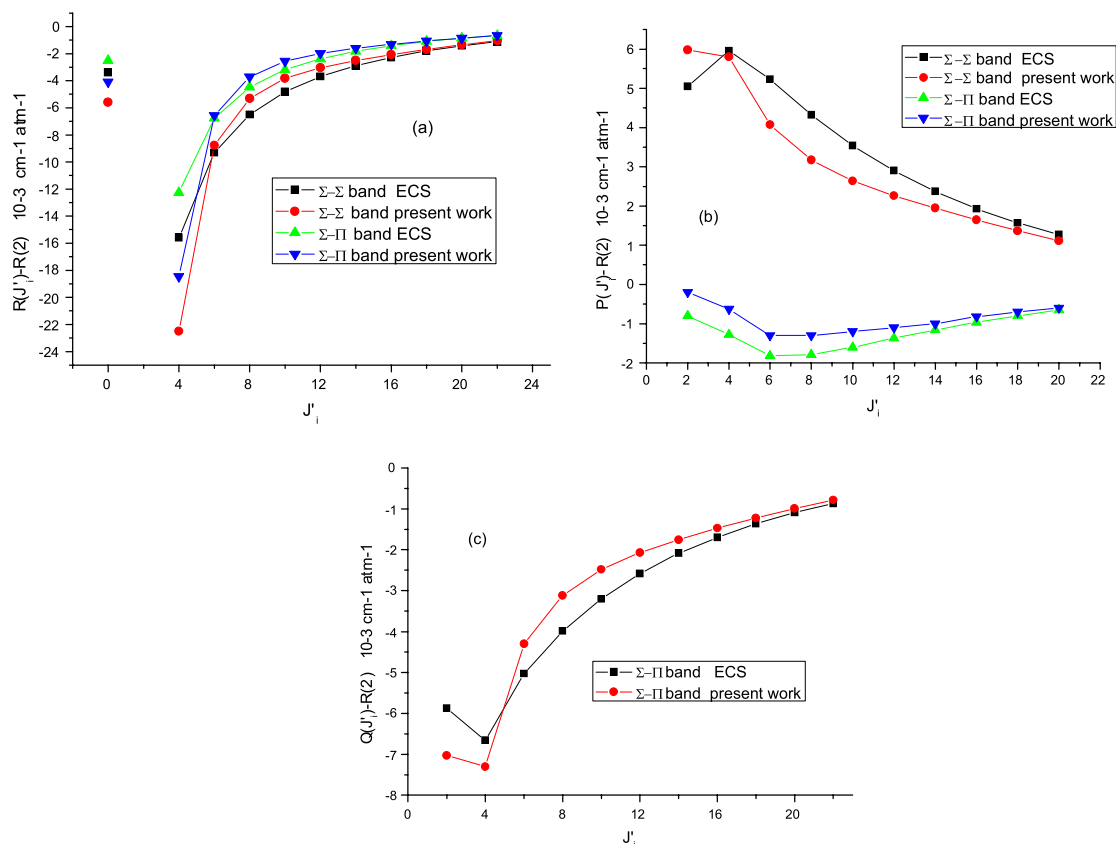 0
-2
-4
-6
-8
-10
-12
-14
-16
-18
-20
-22
-24
R(J'i)-R(2) 10-3 cm-1 atm-1
(a)
Σ–Σ band ECS
Σ–Σ band present work
Σ–Π band ECS
Σ–Π band present work
0 4 8 12 16 20 24
J'i
6
5
4
3
2
1
0
-1
-2
P(J'i)-R(2) 10-3 cm-1 atm-1
(b)
Σ–Σ band ECS
Σ–Σ band present work
Σ–Π band ECS
Σ–Π band present work
0 2 4 6 8 10 12 14 16 18 20 22
J'i
0
-1
-2
-3
-4
-5
-6
-7
-8
Q(J'i)-R(2) 10-3 cm-1 atm-1
(c)
Σ–Π band ECS
Σ–Π band present work
0 4 8 12 16 20
J'i